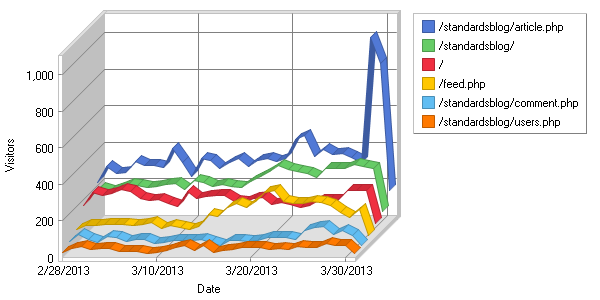 1,000
800
600
400
200
0
Visitors
2/28/2013
3/10/2013
3/20/2013
3/30/2013
Date
/standardsblog/article.php
/standardsblog/
/
/feed.php
/standardsblog/comment.php
/standardsblog/users.php